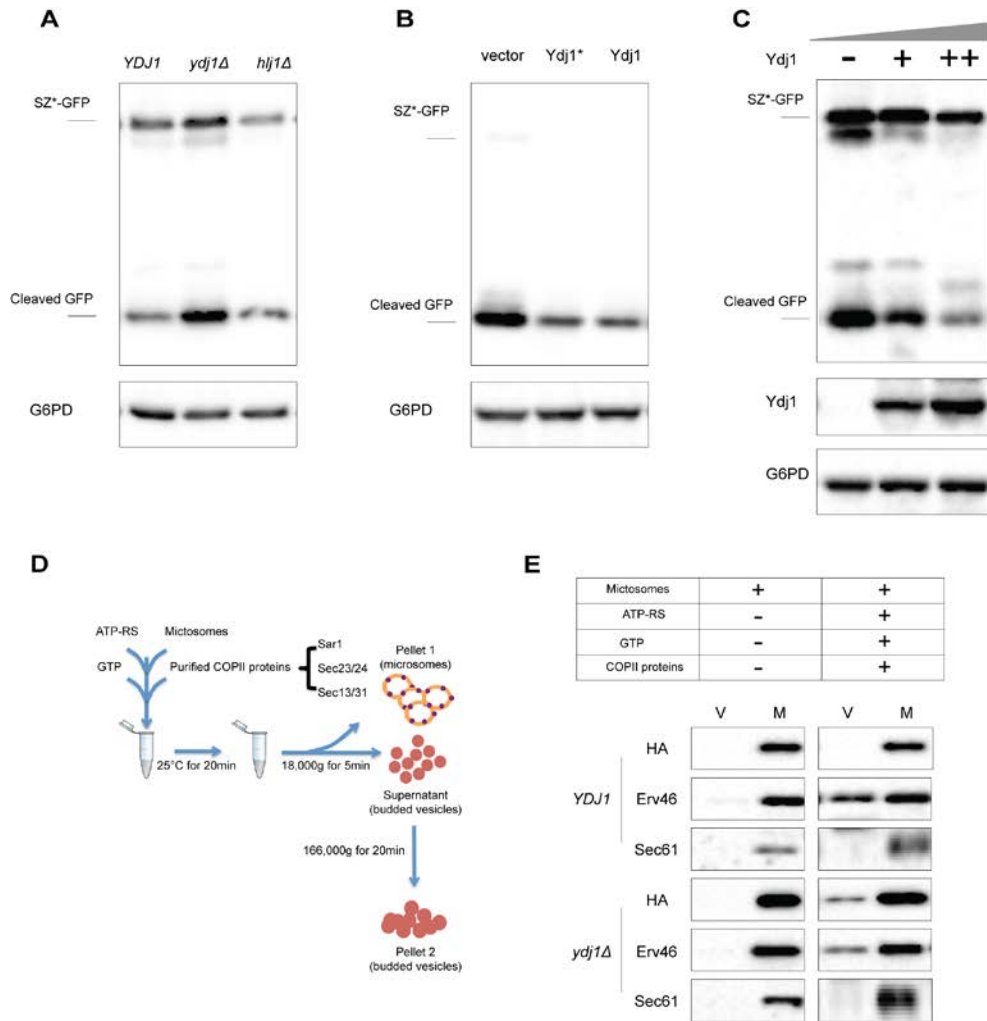 A
YDJ1 ydj1Δ hlj1Δ
SZ*-GFP
Cleaved GFP
G6PD
B
vector Ydj1* Ydj1
SZ*-GFP
Cleaved GFP
G6PD
C
Ydj1 - + ++
SZ*-GFP
Cleaved GFP
Ydj1
G6PD
D
ATP-RS Mictosomes
GTP Purified COPII proteins
Sar1
Sec23/24
Sec13/31
Pellet 1
(microsomes)
25°C for 20min
18,000g for 5min
Supernatant
(budded vesicles)
166,000g for 20min
Pellet 2
(budded vesicles)
E
Mictosomes + +
ATP-RS - +
GTP - +
COPII proteins - +
V M V M
YDJ1
HA
Erv46
Sec61
ydj1Δ
HA
Erv46
Sec61